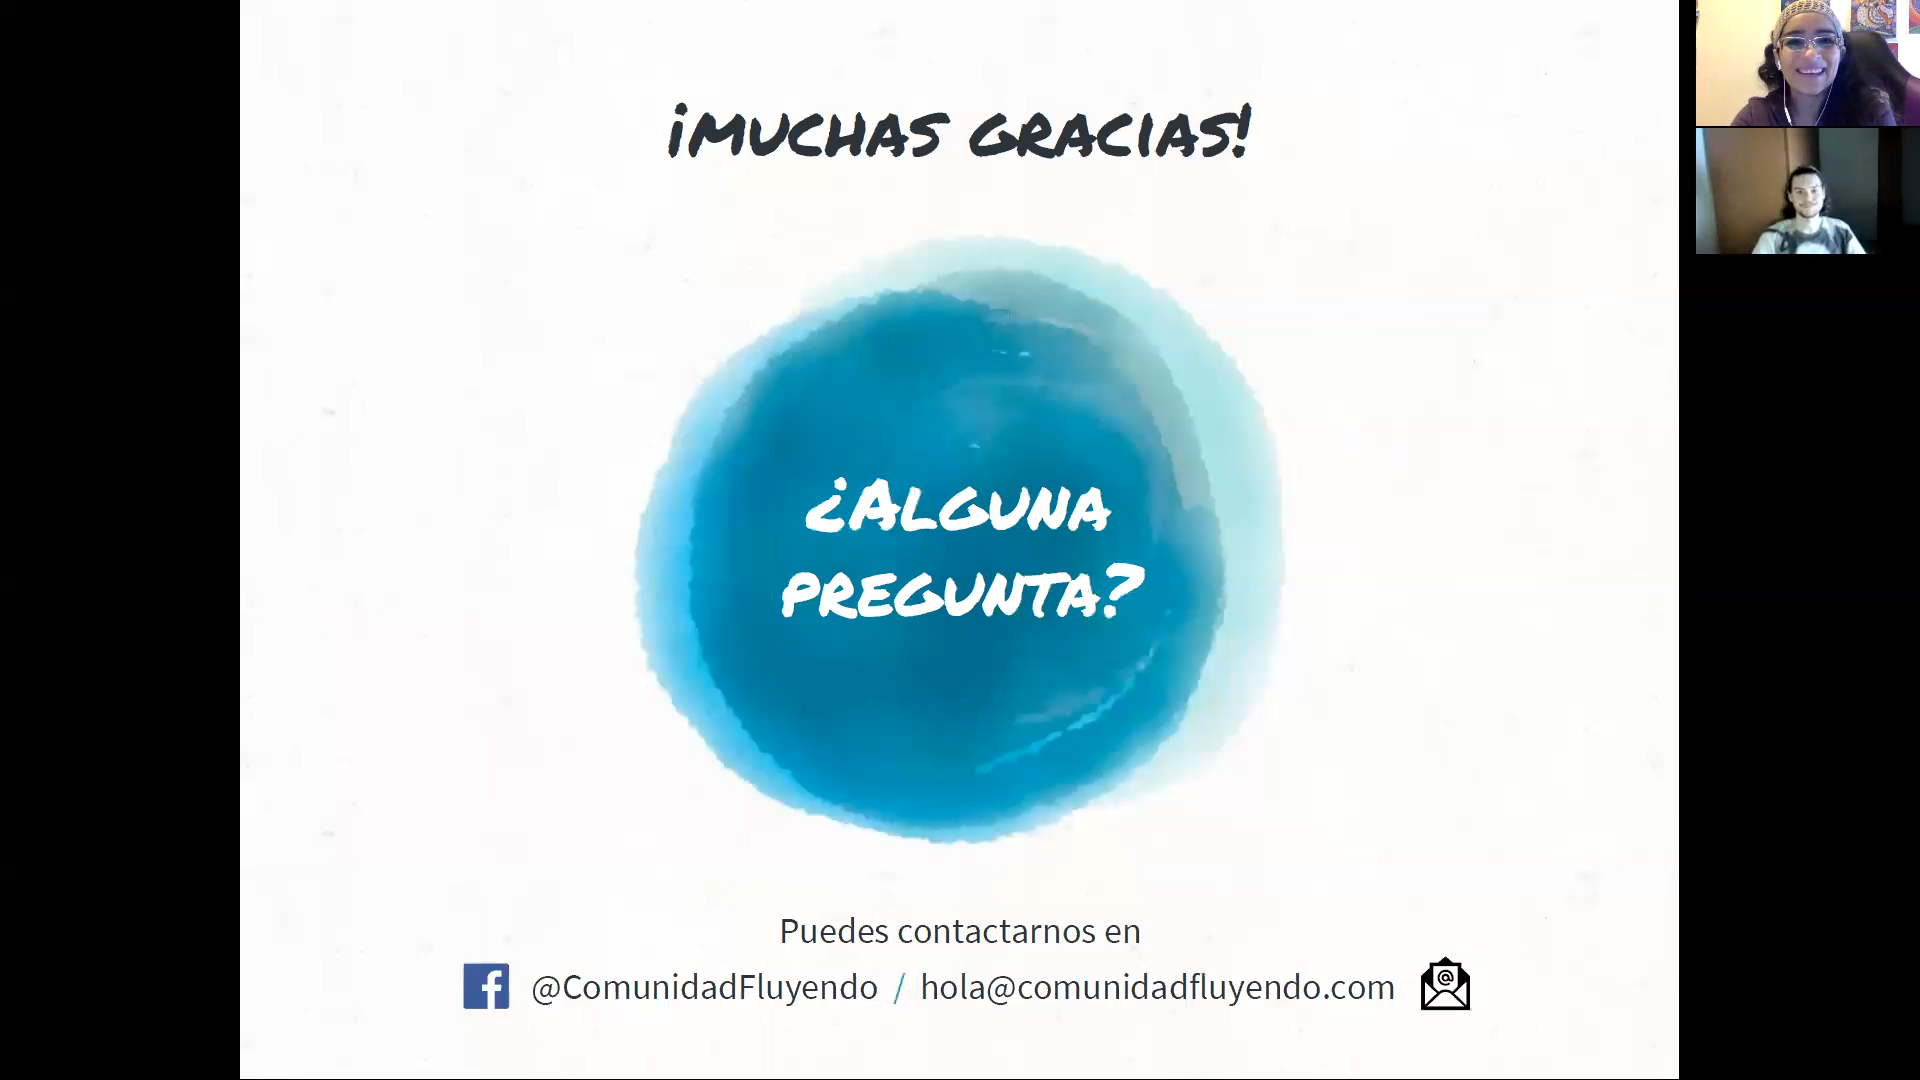 ¡MUCHAS GRACIAS!
¿ALGUNA
PREGUNTA?
Puedes contactarnos en
@ComunidadFluyendo / hola@comunidadfluyendo.com